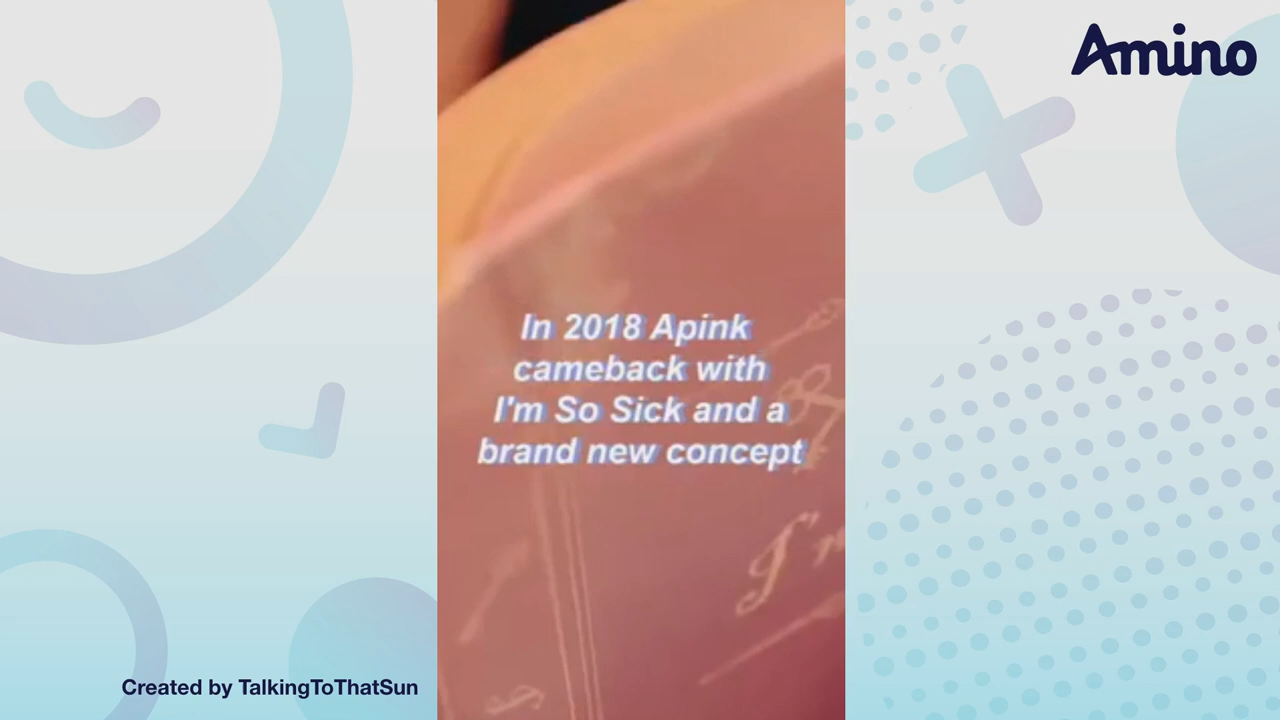 Amino
In 2018 Apink
cameback with
I'm So Sick and a
brand new concept
Created by TalkingToThatSun